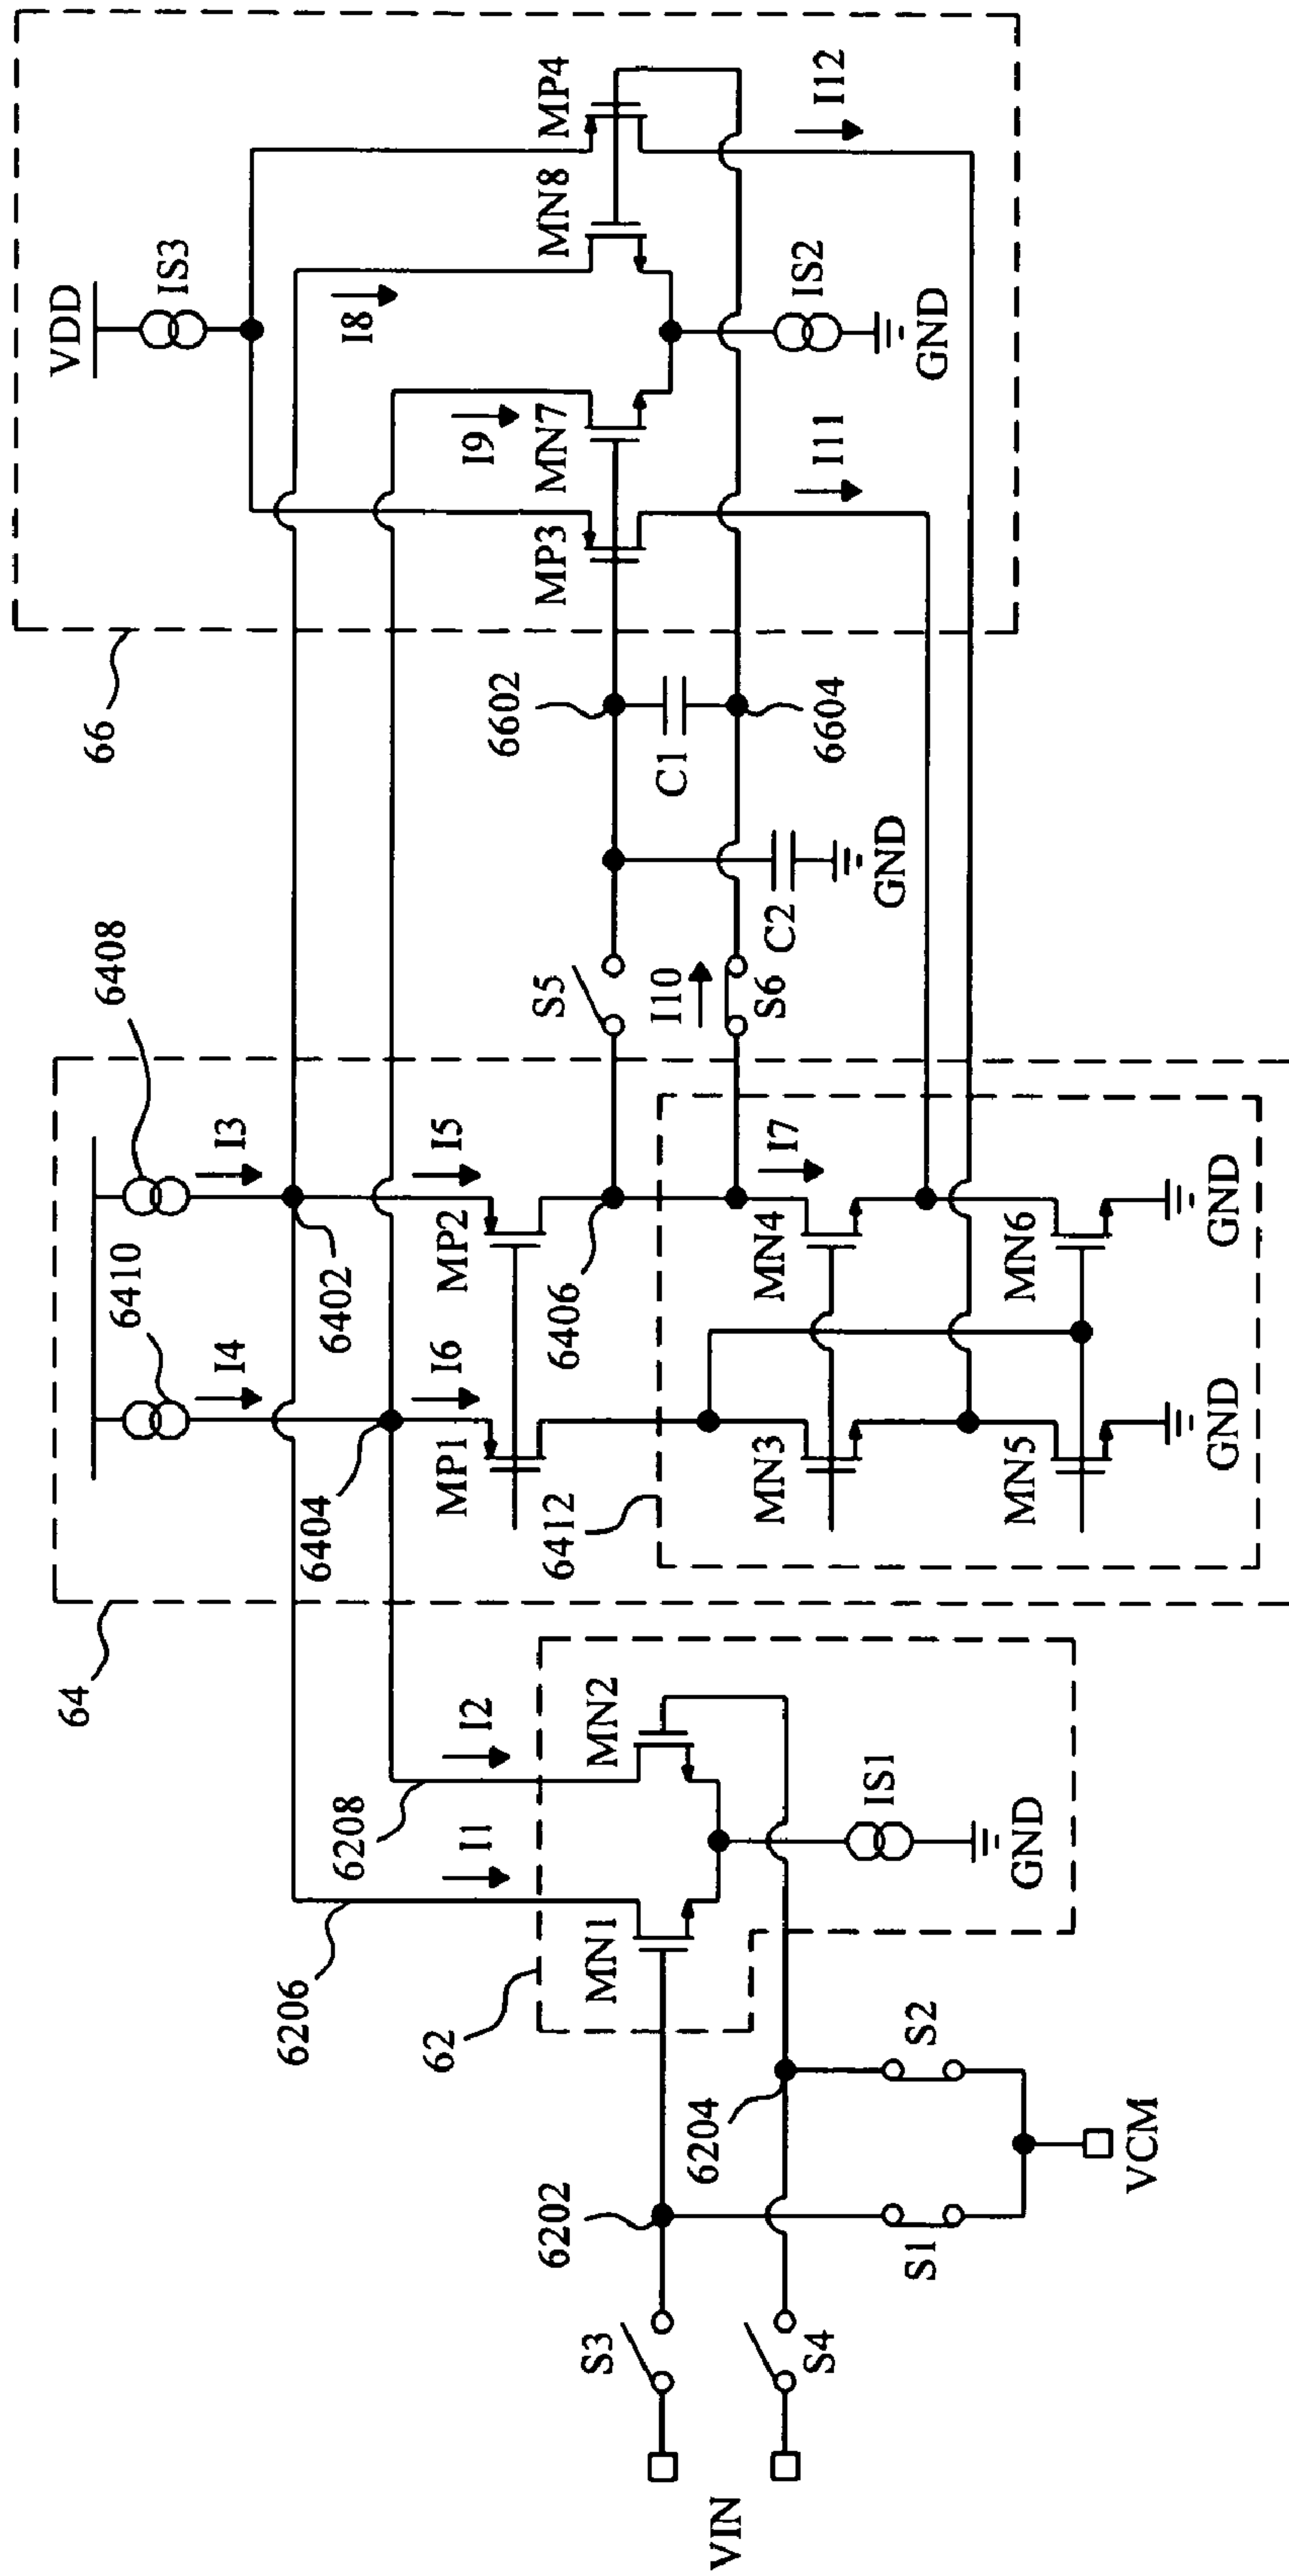 VIN
S3
S4
6202
6204
S1
S2
VCM
6206
6208
62
I1
I2
MN1
MN2
IS1
GND
64
6404
6410
6402
6408
I4
I3
I6
I5
MP1
MP2
6406
6412
MN3
MN4
I7
MN5
MN6
GND
GND
S5
I10
S6
C2
GND
C1
6602
6604
66
VDD
IS3
I8
I9
MP3
MN7
MN8
MP4
I11
I12
IS2
GND